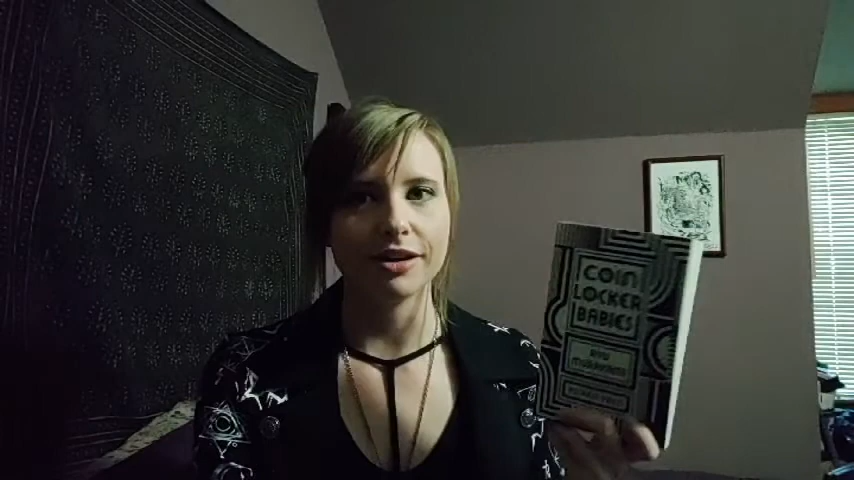 COIN
LOCKER
BABIES
RYU
MURAKAMI